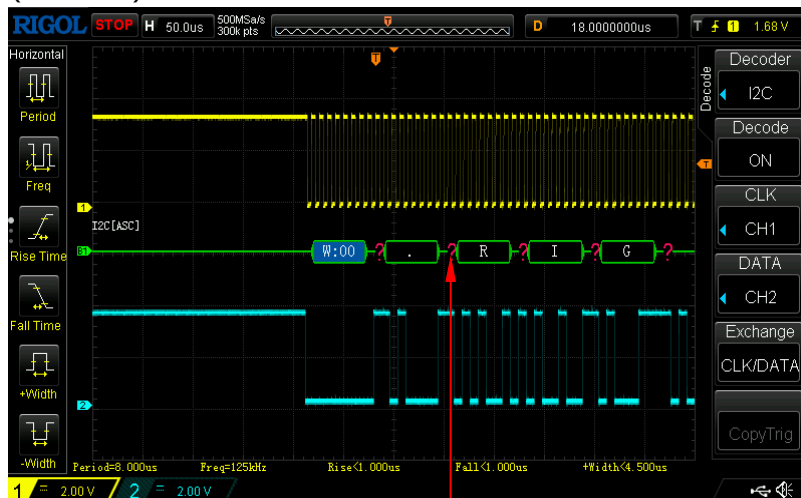 RIGOL STOP H 50.0us 500MSa/s 300k pts D 18.0000000us T 1 1.68 V
Horizontal
Period
Freq
Rise Time
Fall Time
+Width
-Width
T
T
1
I2C[ASC]
B1 W:00 ? . ? R ? I ? G ?
2
Period=8.000us Freq=125kHz Rise<1.000us Fall<1.000us +Width<4.500us
Decode
Decoder
I2C
Decode
ON
CLK
CH1
DATA
CH2
Exchange
CLK/DATA
CopyTrig
1 = 2.00 V 2 = 2.00 V